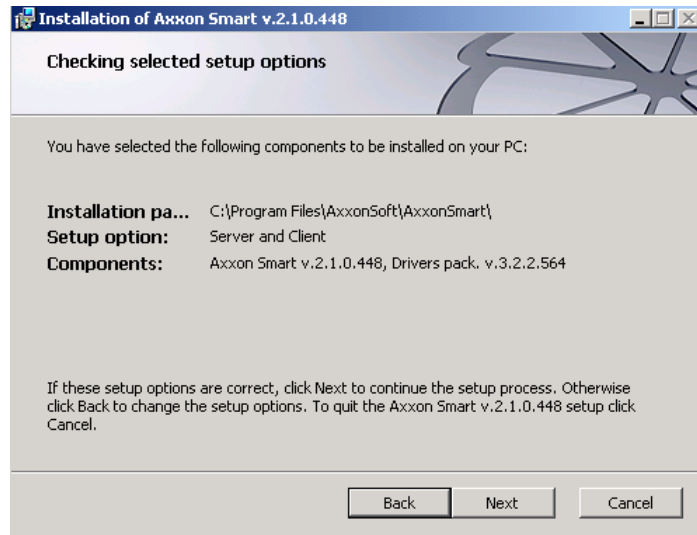 Installation of Axxon Smart v.2.1.0.448
Checking selected setup options
You have selected the following components to be installed on your PC:
Installation pa... C:\Program Files\AxxonSoft\AxxonSmart\
Setup option: Server and Client
Components: Axxon Smart v.2.1.0.448, Drivers pack. v.3.2.2.564
If these setup options are correct, click Next to continue the setup process. Otherwise
click Back to change the setup options. To quit the Axxon Smart v.2.1.0.448 setup click
Cancel.
Back Next Cancel